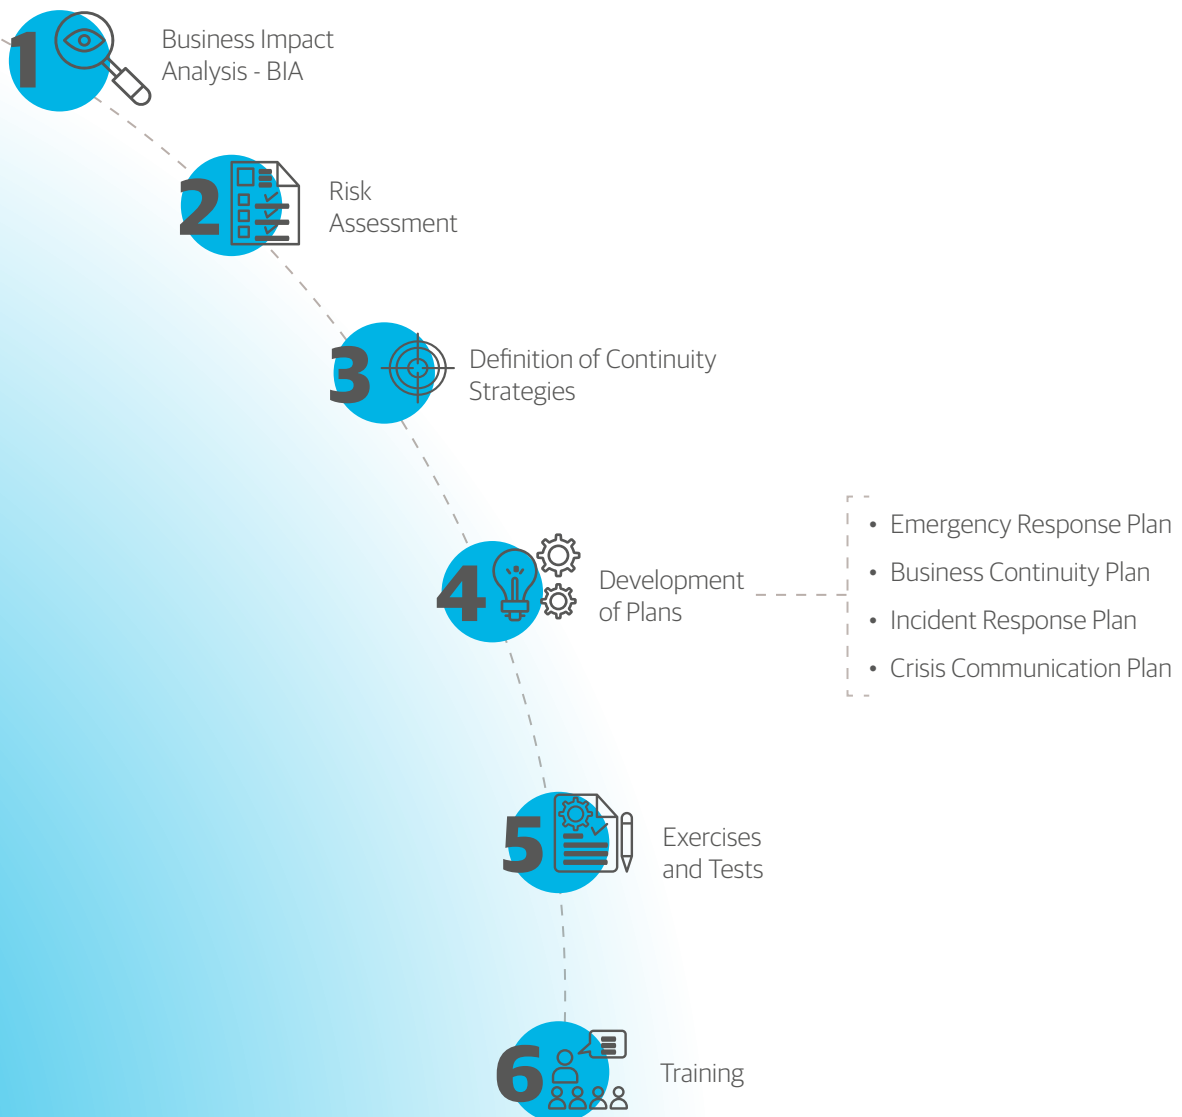 1
Business Impact
Analysis - BIA
2
Risk
Assessment
3
Definition of Continuity
Strategies
4
Development
of Plans
• Emergency Response Plan
• Business Continuity Plan
• Incident Response Plan
• Crisis Communication Plan
5
Exercises
and Tests
6
Training